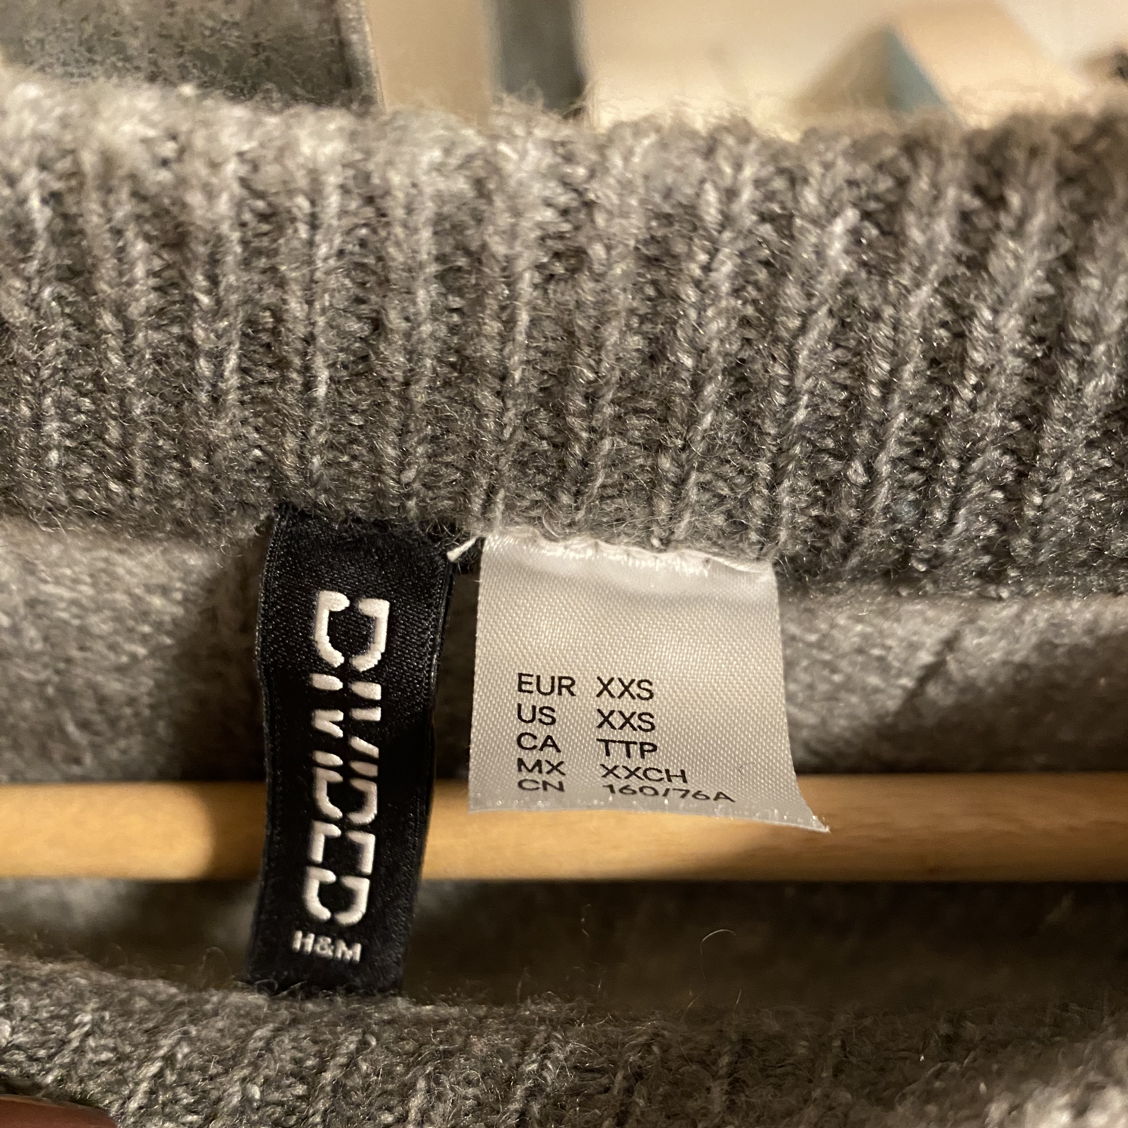 DIVIDED
H&M
EUR XXS
US XXS
CA TTP
MX XXCH
CN 160/76A